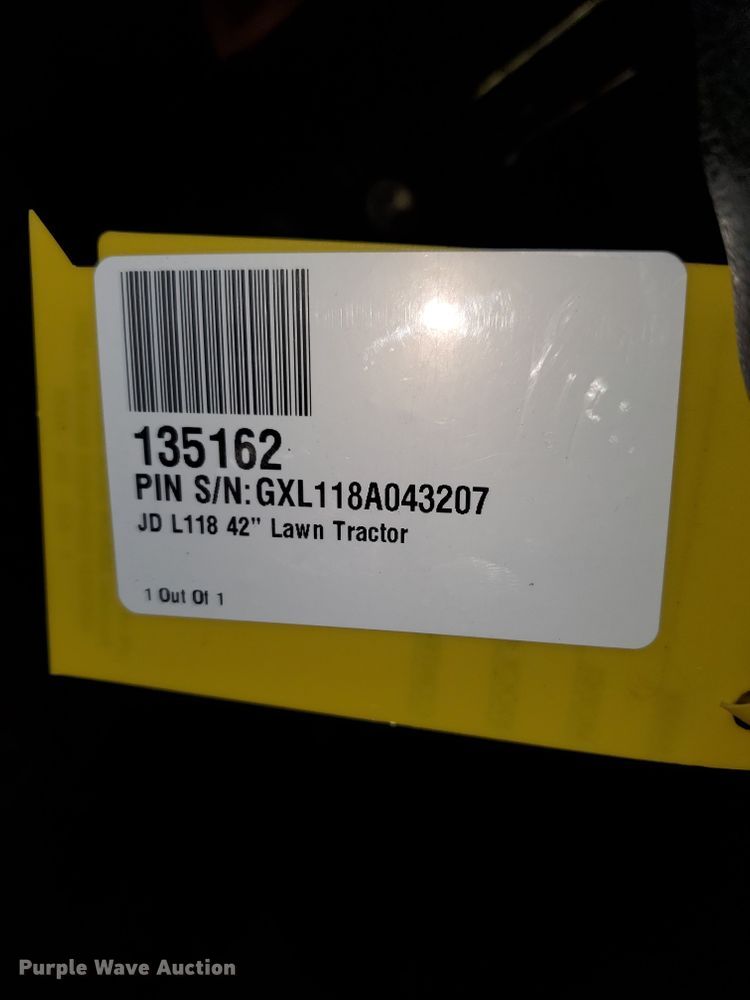 135162
PIN S/N:GXL118A043207
JD L118 42" Lawn Tractor
1 Out Of 1
Purple Wave Auction